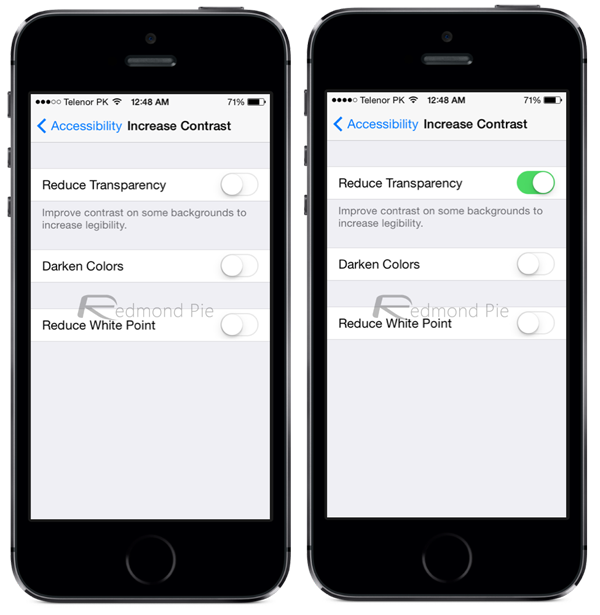 Telenor PK 12:48 AM 71%
Accessibility Increase Contrast
Reduce Transparency
Improve contrast on some backgrounds to
increase legibility.
Darken Colors
Redmond Pie
Reduce White Point
Telenor PK 12:48 AM 71%
Accessibility Increase Contrast
Reduce Transparency
Improve contrast on some backgrounds to
increase legibility.
Darken Colors
Redmond Pie
Reduce White Point